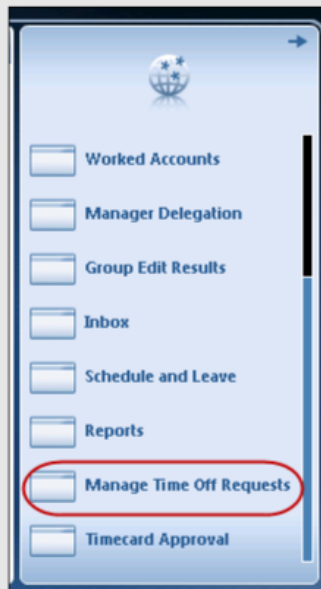 Worked Accounts
Manager Delegation
Group Edit Results
Inbox
Schedule and Leave
Reports
Manage Time Off Requests
Timecard Approval